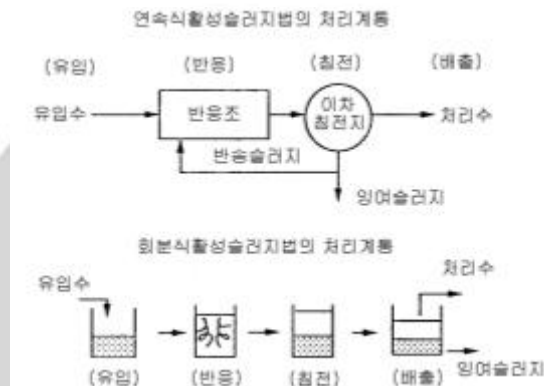 연속식활성슬러지법의 처리계통
(유입) (반응) (침전) (배출)
유입수 반응조 이차 침전지 처리수
반송슬러지
잉여슬러지
회분식활성슬러지법의 처리계통
유입수 처리수
잉여슬러지
(유입) (반응) (침전) (배출)